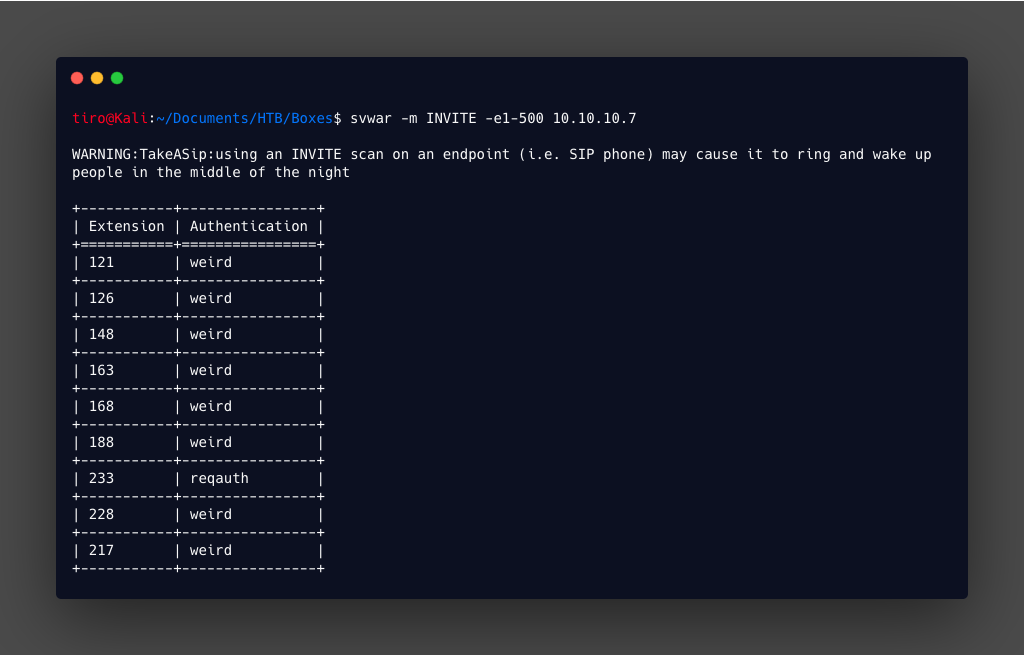 tiro@Kali:~/Documents/HTB/Boxes$ svwar -m INVITE -e1-500 10.10.10.7
WARNING:TakeASip:using an INVITE scan on an endpoint (i.e. SIP phone) may cause it to ring and wake up
people in the middle of the night
+-----------+----------------+
| Extension | Authentication |
+===========+================+
| 121       | weird          |
+-----------+----------------+
| 126       | weird          |
+-----------+----------------+
| 148       | weird          |
+-----------+----------------+
| 163       | weird          |
+-----------+----------------+
| 168       | weird          |
+-----------+----------------+
| 188       | weird          |
+-----------+----------------+
| 233       | reqauth        |
+-----------+----------------+
| 228       | weird          |
+-----------+----------------+
| 217       | weird          |
+-----------+----------------+